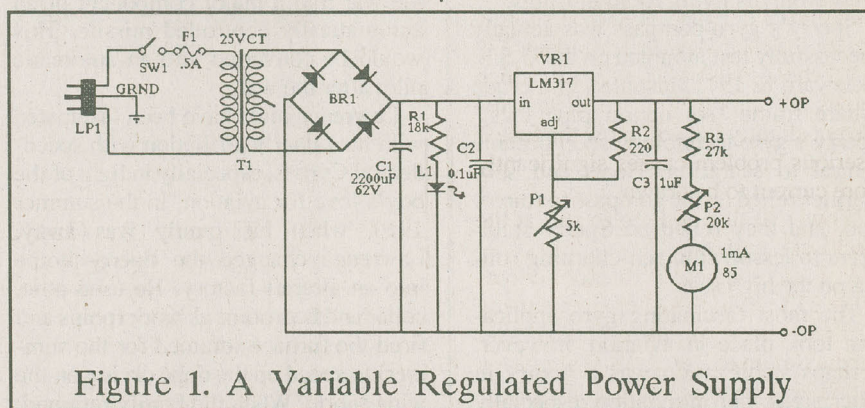 F1
25VCT
SW1
.5A
GRND
LP1
T1
BR1
R1
18k
C1
2200uF
62V
L1
C2
0.1uF
VR1
LM317
in
out
adj
P1
5k
R2
220
C3
1uF
R3
27k
P2
20k
M1
1mA
85
+OP
-OP
Figure 1. A Variable Regulated Power Supply